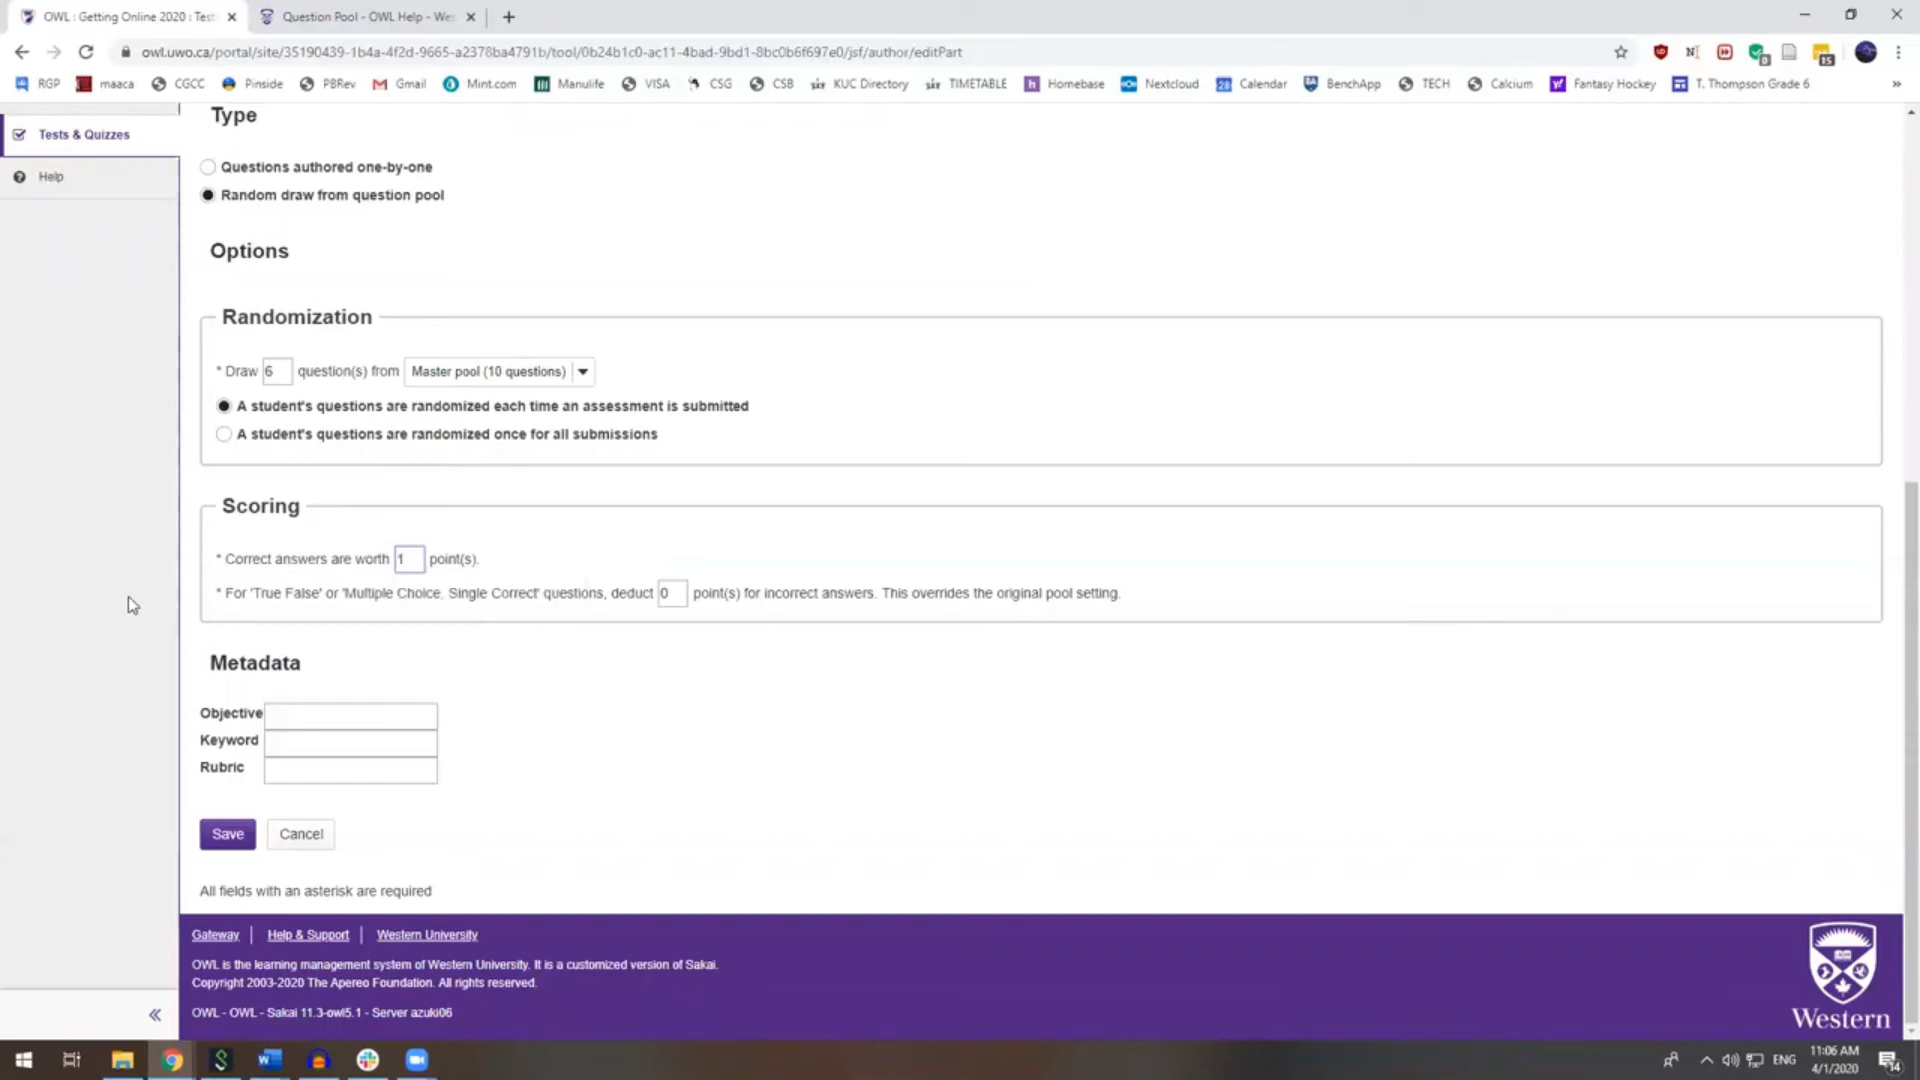 OWL : Getting Online 2020 : Test
Question Pool - OWL Help - Wes
owl.uwo.ca/portal/site/35190439-1b4a-4f2d-9665-a2378ba4791b/tool/0b24b1c0-ac11-4bad-9bd1-8bc0b6f697e0/jsf/author/editPart
RGP maaca CGCC Pinside PBRev Gmail Mint.com Manulife VISA CSG CSB KUC Directory TIMETABLE Homebase Nextcloud Calendar BenchApp TECH Calcium Fantasy Hockey T. Thompson Grade 6
Tests & Quizzes
Help
Type
Questions authored one-by-one
Random draw from question pool
Options
Randomization
* Draw 6 question(s) from Master pool (10 questions)
A student's questions are randomized each time an assessment is submitted
A student's questions are randomized once for all submissions
Scoring
* Correct answers are worth 1 point(s).
* For 'True False' or 'Multiple Choice, Single Correct' questions, deduct 0 point(s) for incorrect answers. This overrides the original pool setting.
Metadata
Objective
Keyword
Rubric
Save Cancel
All fields with an asterisk are required
Gateway | Help & Support | Western University
OWL is the learning management system of Western University. It is a customized version of Sakai.
Copyright 2003-2020 The Apereo Foundation. All rights reserved.
OWL - OWL - Sakai 11.3-owl5.1 - Server azuki06
Western
ENG
11:06 AM
4/1/2020